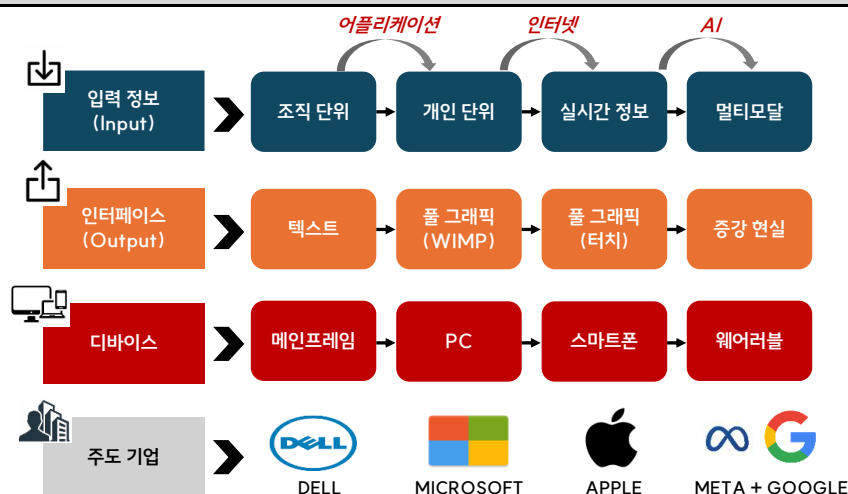 어플리케이션
인터넷
AI
입력 정보
(Input)
조직 단위
개인 단위
실시간 정보
멀티모달
인터페이스
(Output)
텍스트
풀 그래픽
(WIMP)
풀 그래픽
(터치)
증강 현실
디바이스
메인프레임
PC
스마트폰
웨어러블
주도 기업
DELL
DELL
MICROSOFT
APPLE
META + GOOGLE